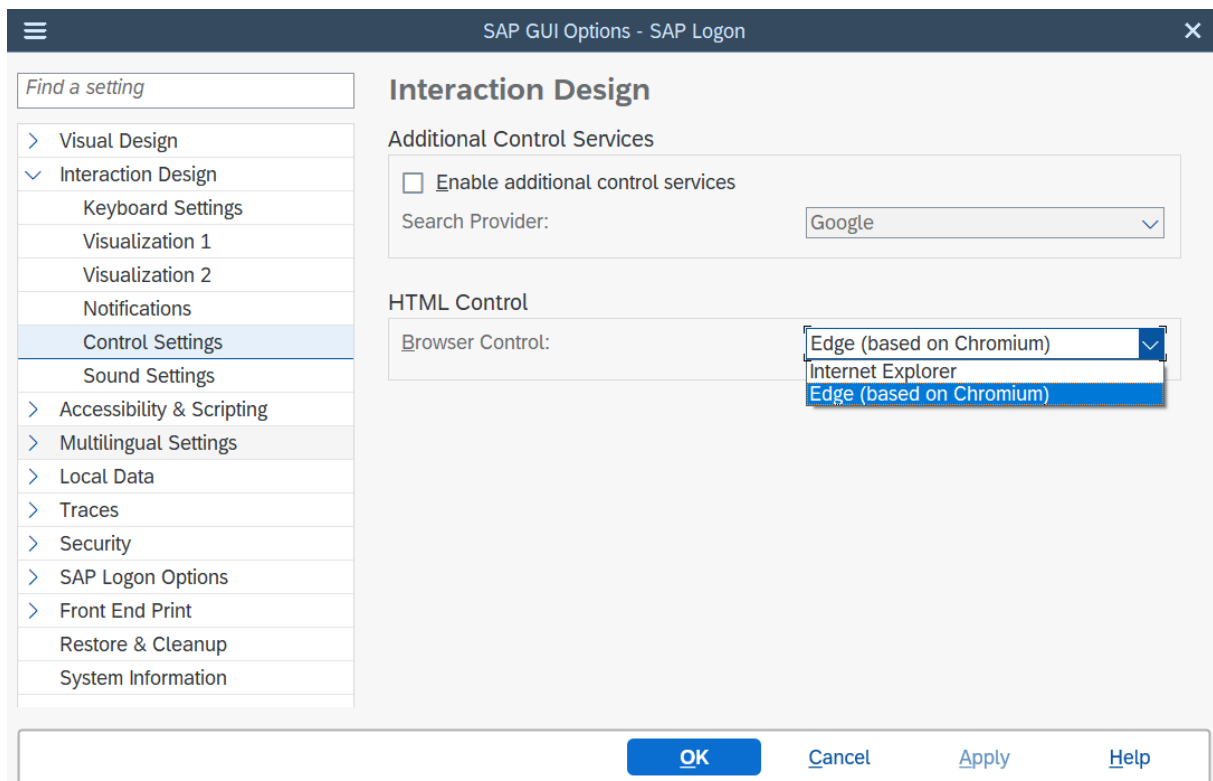 SAP GUI Options - SAP Logon
Find a setting
Visual Design
Interaction Design
Keyboard Settings
Visualization 1
Visualization 2
Notifications
Control Settings
Sound Settings
Accessibility & Scripting
Multilingual Settings
Local Data
Traces
Security
SAP Logon Options
Front End Print
Restore & Cleanup
System Information
Interaction Design
Additional Control Services
Enable additional control services
Search Provider: Google
HTML Control
Browser Control: Edge (based on Chromium)
Internet Explorer
Edge (based on Chromium)
OK Cancel Apply Help